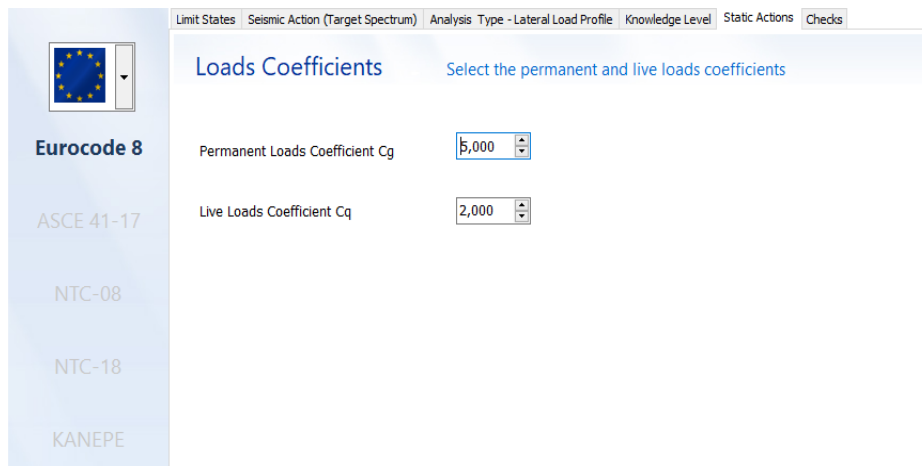 Limit States Seismic Action (Target Spectrum) Analysis Type - Lateral Load Profile Knowledge Level Static Actions Checks
Loads Coefficients Select the permanent and live loads coefficients
Eurocode 8
Permanent Loads Coefficient Cg 5,000
Live Loads Coefficient Cq 2,000
ASCE 41-17
NTC-08
NTC-18
KANEPE